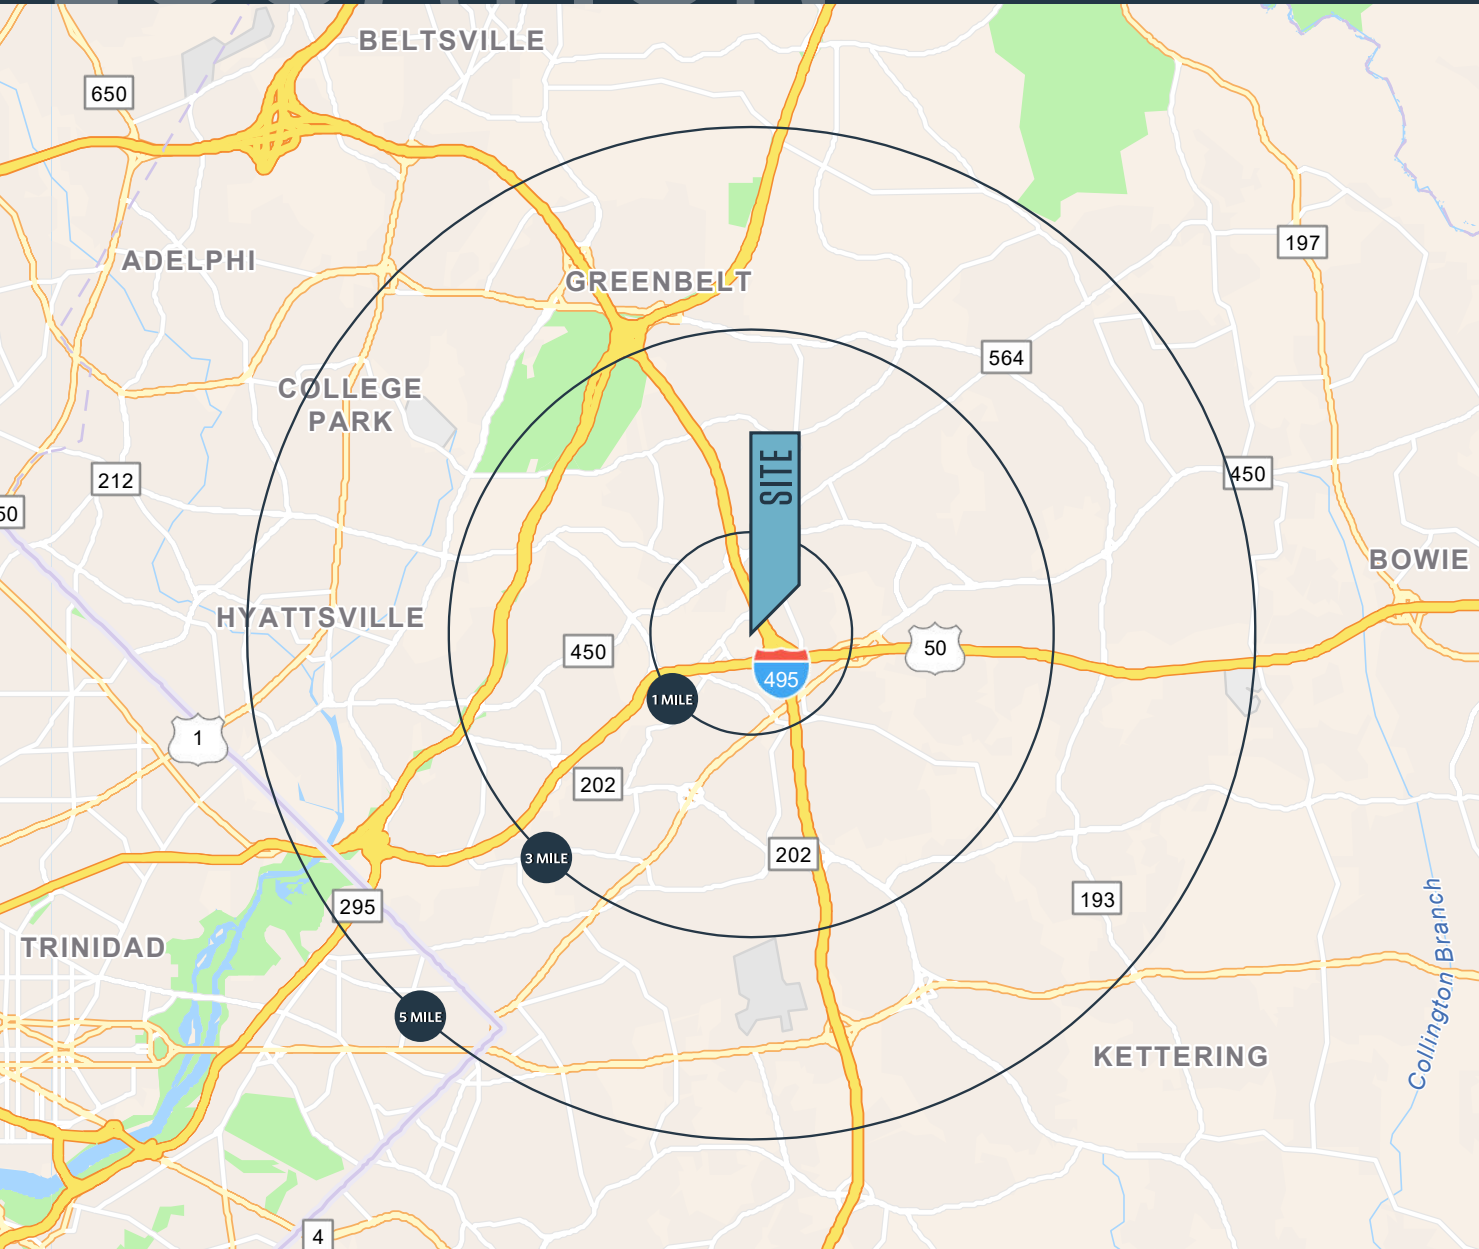 BELTSVILLE
650
197
ADELPHI
GREENBELT
564
COLLEGE
PARK
SITE
450
212
50
BOWIE
HYATTSVILLE
450
50
495
1 MILE
1
202
3 MILE
202
193
295
TRINIDAD
Collington Branch
5 MILE
KETTERING
4